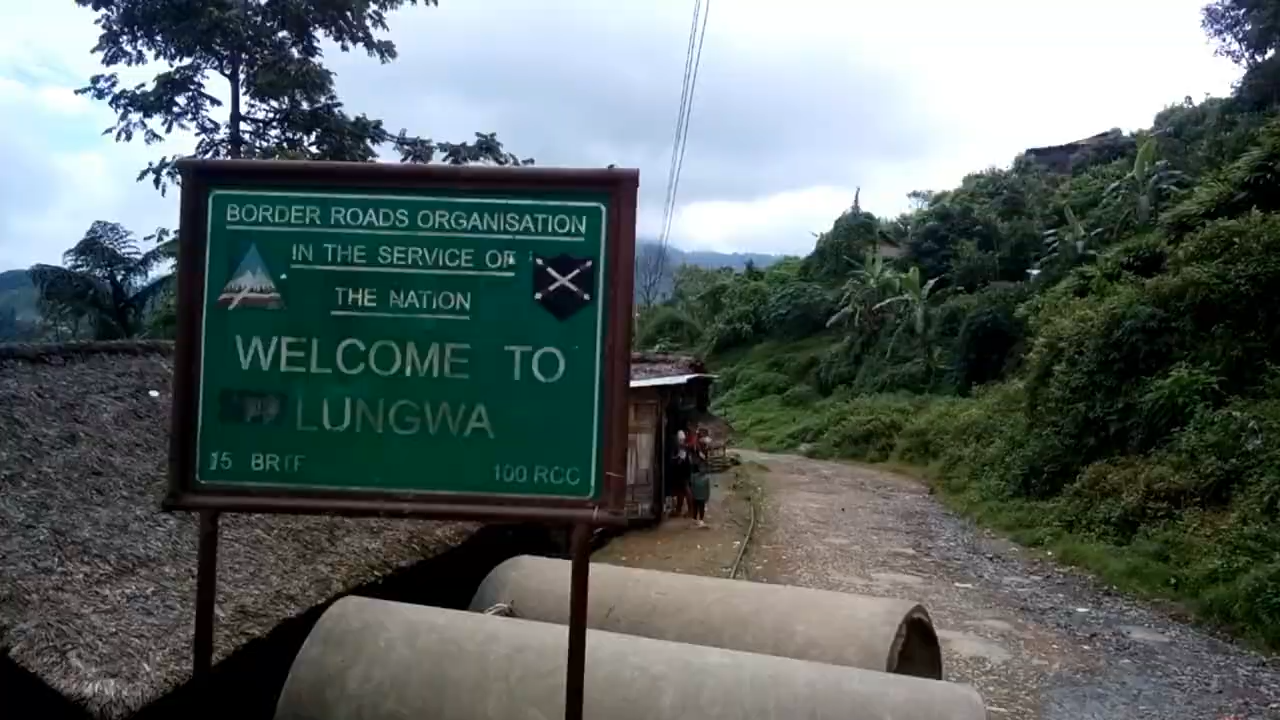 BORDER ROADS ORGANISATION
IN THE SERVICE OF
THE NATION
WELCOME TO
LUNGWA
15 BRTF
100 RCC